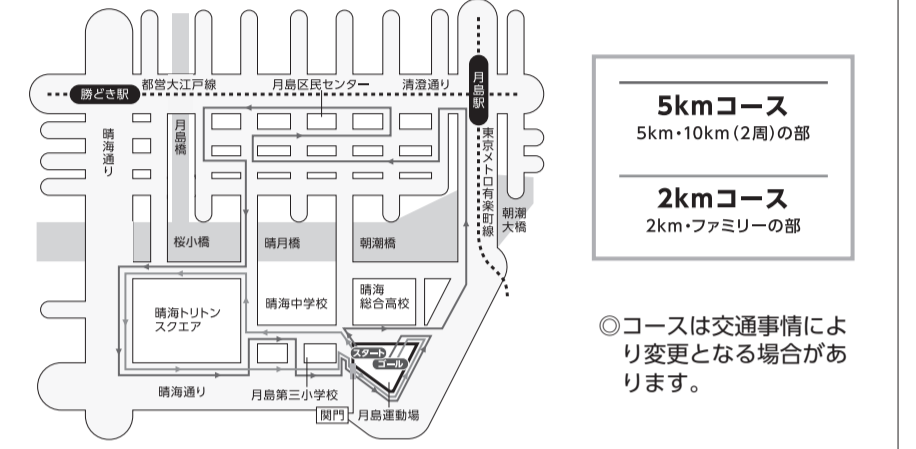 勝どき駅
都営大江戸線
月島区民センター
清澄通り
月島駅
晴海通り
月島橋
東京メトロ有楽町線
桜小橋
晴月橋
朝潮橋
朝潮
大橋
晴海トリトン
スクエア
晴海中学校
晴海
総合高校
スタート
ゴール
晴海通り
月島第三小学校
関門
月島運動場
5kmコース
5km・10km(2周)の部
2kmコース
2km・ファミリーの部
◎コースは交通事情によ
り変更となる場合があ
ります。